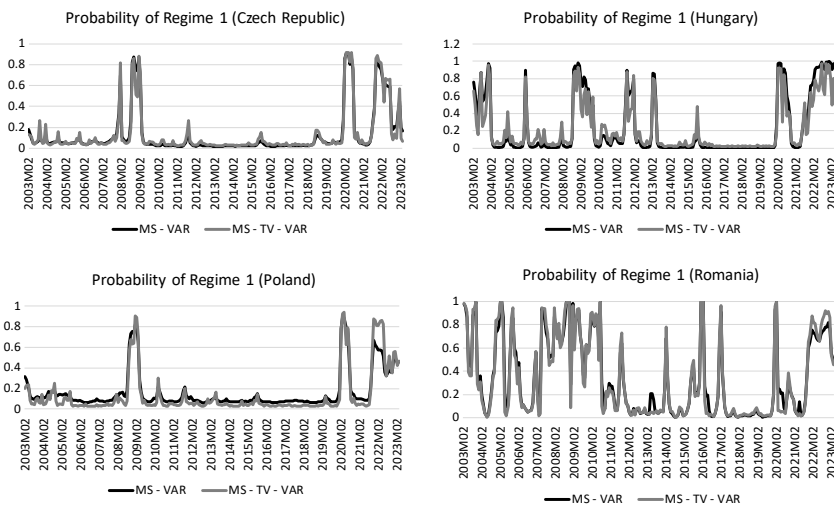 Probability of Regime 1 (Czech Republic)
1
0.8
0.6
0.4
0.2
0
2003M02
2004M02
2005M02
2006M02
2007M02
2008M02
2009M02
2010M02
2011M02
2012M02
2013M02
2014M02
2015M02
2016M02
2017M02
2018M02
2019M02
2020M02
2021M02
2022M02
2023M02
MS - VAR MS - TV - VAR
Probability of Regime 1 (Hungary)
1.2
1
0.8
0.6
0.4
0.2
0
2003M02
2004M02
2005M02
2006M02
2007M02
2008M02
2009M02
2010M02
2011M02
2012M02
2013M02
2014M02
2015M02
2016M02
2017M02
2018M02
2019M02
2020M02
2021M02
2022M02
2023M02
MS - VAR MS - TV - VAR
Probability of Regime 1 (Poland)
1
0.8
0.6
0.4
0.2
0
2003M02
2004M02
2005M02
2006M02
2007M02
2008M02
2009M02
2010M02
2011M02
2012M02
2013M02
2014M02
2015M02
2016M02
2017M02
2018M02
2019M02
2020M02
2021M02
2022M02
2023M02
MS - VAR MS - TV - VAR
Probability of Regime 1 (Romania)
1
0.8
0.6
0.4
0.2
0
2003M02
2004M02
2005M02
2006M02
2007M02
2008M02
2009M02
2010M02
2011M02
2012M02
2013M02
2014M02
2015M02
2016M02
2017M02
2018M02
2019M02
2020M02
2021M02
2022M02
2023M02
MS - VAR MS - TV - VAR